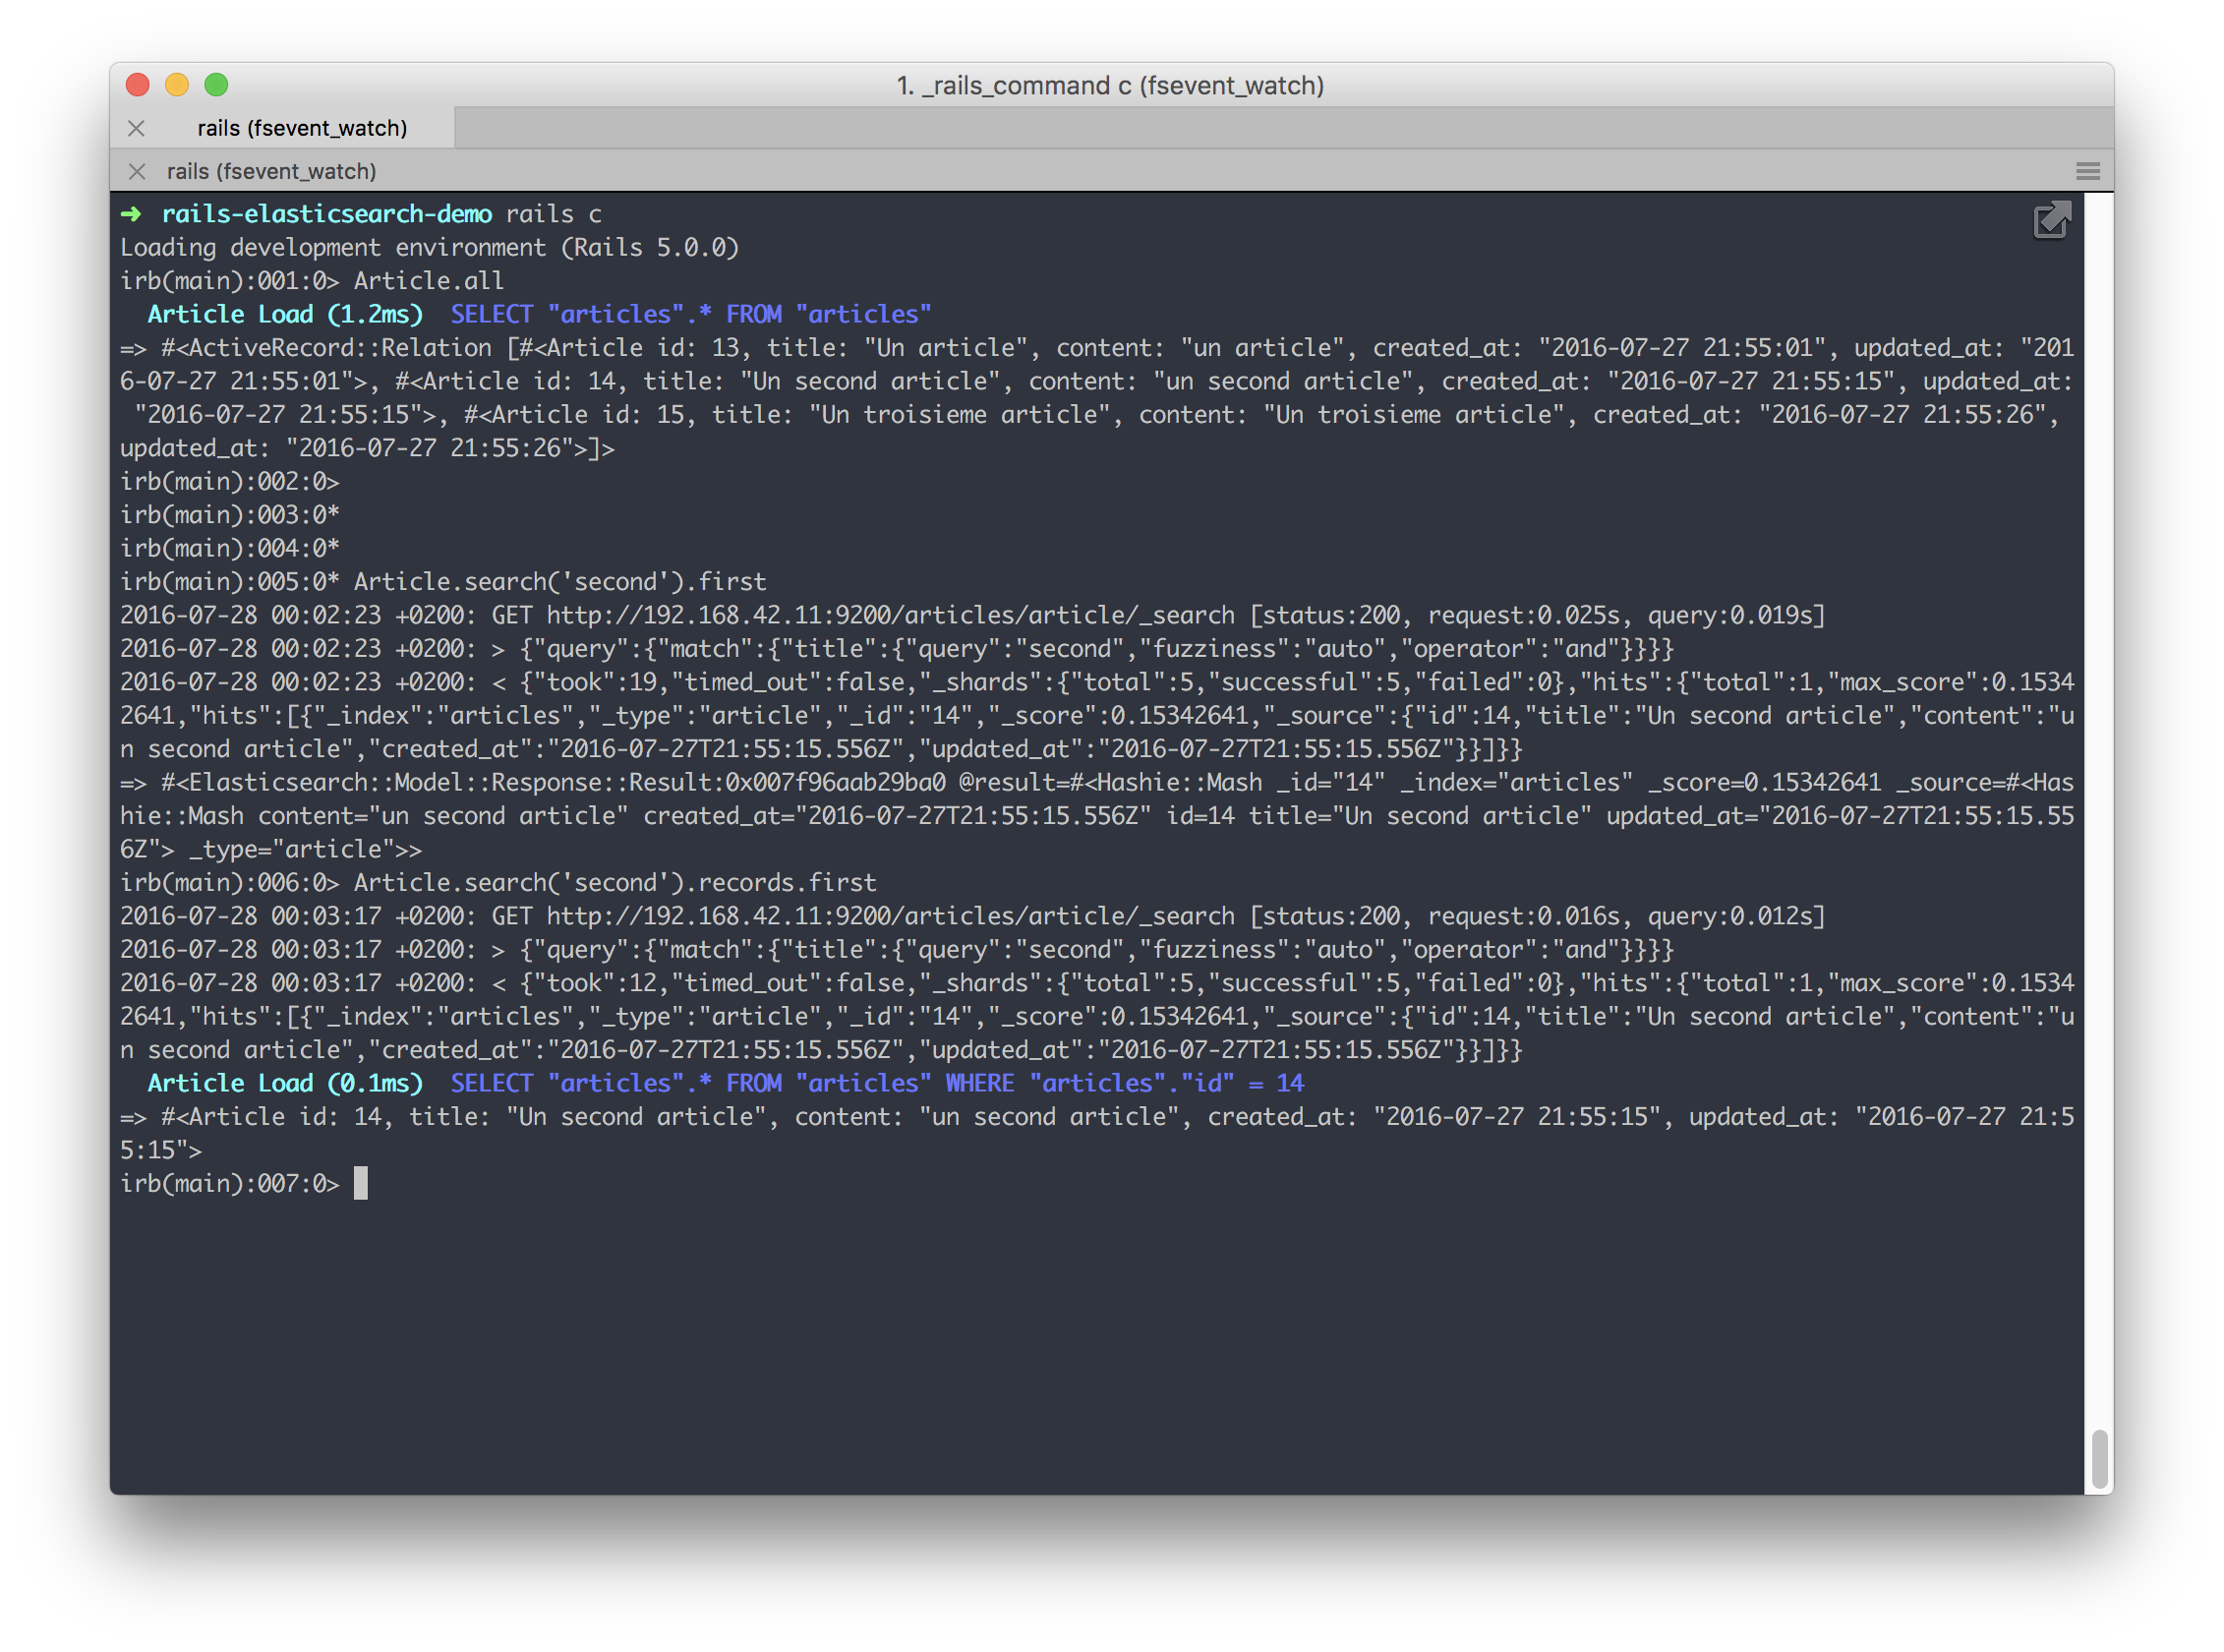 1. _rails_command c (fsevent_watch)
rails (fsevent_watch)
rails (fsevent_watch)
➜  rails-elasticsearch-demo rails c
Loading development environment (Rails 5.0.0)
irb(main):001:0> Article.all
  Article Load (1.2ms)  SELECT "articles".* FROM "articles"
=> #<ActiveRecord::Relation [#<Article id: 13, title: "Un article", content: "un article", created_at: "2016-07-27 21:55:01", updated_at: "201
6-07-27 21:55:01">, #<Article id: 14, title: "Un second article", content: "un second article", created_at: "2016-07-27 21:55:15", updated_at:
 "2016-07-27 21:55:15">, #<Article id: 15, title: "Un troisieme article", content: "Un troisieme article", created_at: "2016-07-27 21:55:26",
updated_at: "2016-07-27 21:55:26">]>
irb(main):002:0>
irb(main):003:0*
irb(main):004:0*
irb(main):005:0* Article.search('second').first
2016-07-28 00:02:23 +0200: GET http://192.168.42.11:9200/articles/article/_search [status:200, request:0.025s, query:0.019s]
2016-07-28 00:02:23 +0200: > {"query":{"match":{"title":{"query":"second","fuzziness":"auto","operator":"and"}}}}
2016-07-28 00:02:23 +0200: < {"took":19,"timed_out":false,"_shards":{"total":5,"successful":5,"failed":0},"hits":{"total":1,"max_score":0.1534
2641,"hits":[{"_index":"articles","_type":"article","_id":"14","_score":0.15342641,"_source":{"id":14,"title":"Un second article","content":"u
n second article","created_at":"2016-07-27T21:55:15.556Z","updated_at":"2016-07-27T21:55:15.556Z"}}]}}
=> #<Elasticsearch::Model::Response::Result:0x007f96aab29ba0 @result=#<Hashie::Mash _id="14" _index="articles" _score=0.15342641 _source=#<Has
hie::Mash content="un second article" created_at="2016-07-27T21:55:15.556Z" id=14 title="Un second article" updated_at="2016-07-27T21:55:15.55
6Z"> _type="article">>
irb(main):006:0> Article.search('second').records.first
2016-07-28 00:03:17 +0200: GET http://192.168.42.11:9200/articles/article/_search [status:200, request:0.016s, query:0.012s]
2016-07-28 00:03:17 +0200: > {"query":{"match":{"title":{"query":"second","fuzziness":"auto","operator":"and"}}}}
2016-07-28 00:03:17 +0200: < {"took":12,"timed_out":false,"_shards":{"total":5,"successful":5,"failed":0},"hits":{"total":1,"max_score":0.1534
2641,"hits":[{"_index":"articles","_type":"article","_id":"14","_score":0.15342641,"_source":{"id":14,"title":"Un second article","content":"u
n second article","created_at":"2016-07-27T21:55:15.556Z","updated_at":"2016-07-27T21:55:15.556Z"}}]}}
  Article Load (0.1ms)  SELECT "articles".* FROM "articles" WHERE "articles"."id" = 14
=> #<Article id: 14, title: "Un second article", content: "un second article", created_at: "2016-07-27 21:55:15", updated_at: "2016-07-27 21:5
5:15">
irb(main):007:0>